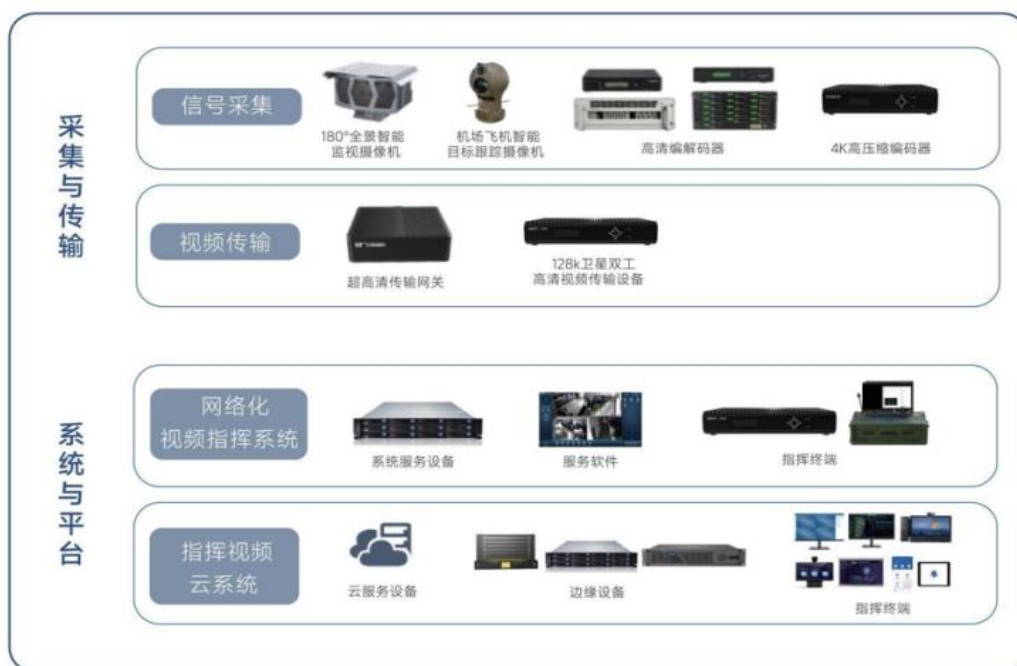 采集与传输
信号采集
180°全景智能
监视摄像机
机场飞机智能
目标跟踪摄像机
高清编解码器
4K高压缩编码器
视频传输
超高清传输网关
128k卫星双工
高清视频传输设备
系统与平台
网络化
视频指挥系统
系统服务设备
服务软件
指挥终端
指挥视频
云系统
云服务设备
边缘设备
指挥终端